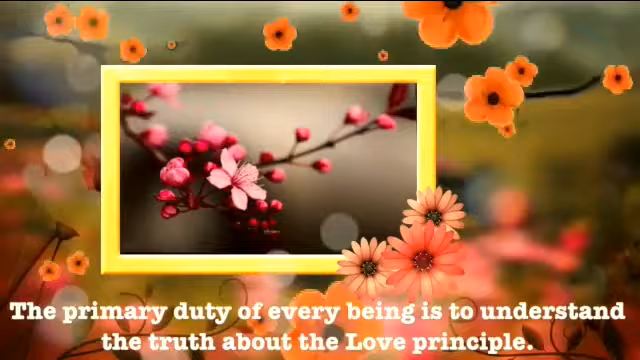 The primary duty of every being is to understand
the truth about the Love principle.